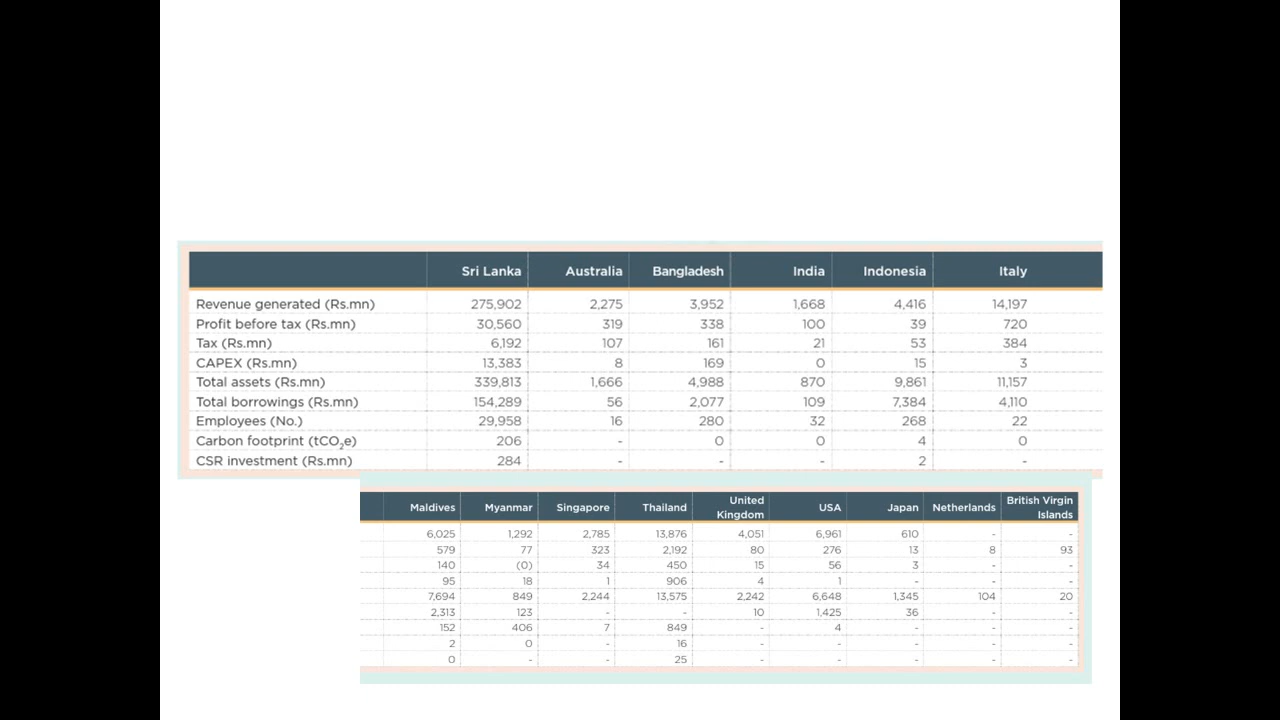 Sri Lanka Australia Bangladesh India Indonesia Italy
Revenue generated (Rs.mn) 275,902 2,275 3,952 1,668 4,416 14,197
Profit before tax (Rs.mn) 30,560 319 338 100 39 720
Tax (Rs.mn) 6,192 107 161 21 53 384
CAPEX (Rs.mn) 13,383 8 169 0 15 3
Total assets (Rs.mn) 339,813 1,666 4,988 870 9,861 11,157
Total borrowings (Rs.mn) 154,289 56 2,077 109 7,384 4,110
Employees (No.) 29,958 16 280 32 268 22
Carbon footprint (tCO₂e) 206 - 0 0 4 0
CSR investment (Rs.mn) 284 - - - 2 -
Maldives Myanmar Singapore Thailand United Kingdom USA Japan Netherlands British Virgin Islands
6,025 1,292 2,785 13,876 4,051 6,961 610 - -
579 77 323 2,192 80 276 13 8 93
140 (0) 34 450 15 56 3 - -
95 18 1 906 4 1 - - -
7,694 849 2,244 13,575 2,242 6,648 1,345 104 20
2,313 123 - - 10 1,425 36 - -
152 406 7 849 - 4 - - -
2 0 - 16 - - - - -
0 - - 25 - - - - -